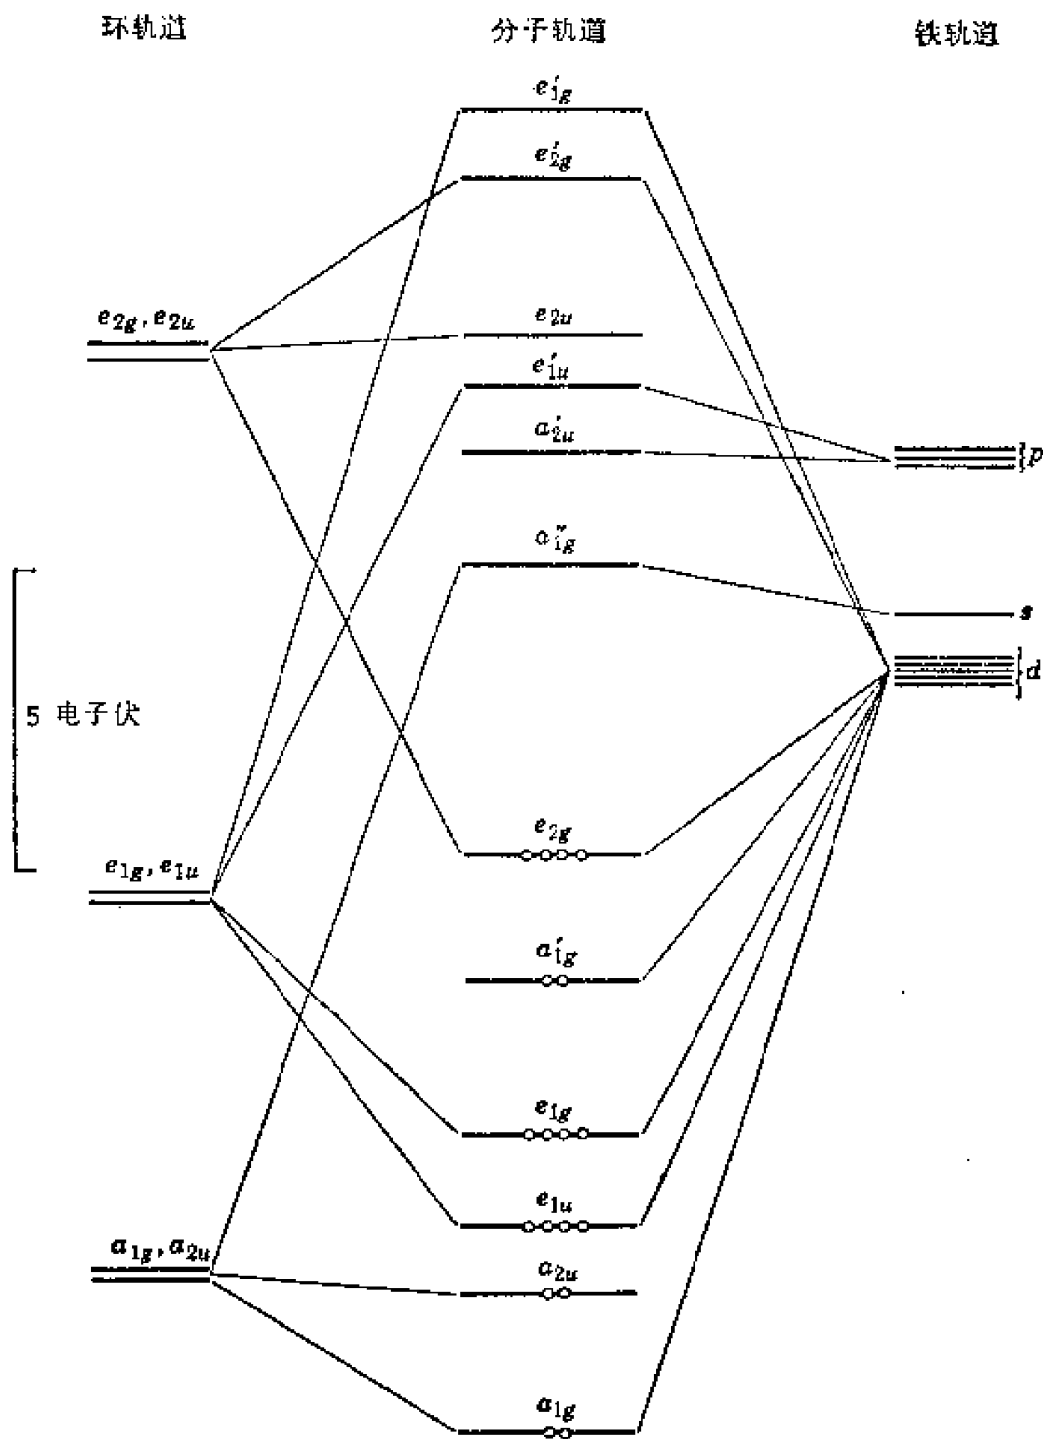 环轨道 分子轨道 铁轨道
e′1g
e′2g
e2g, e2u
e2u
e′1u
a′2u
p
a″1g
s
d
5 电子伏
e2g
e1g, e1u
a′1g
e1g
e1u
a1g, a2u
a2u
a1g